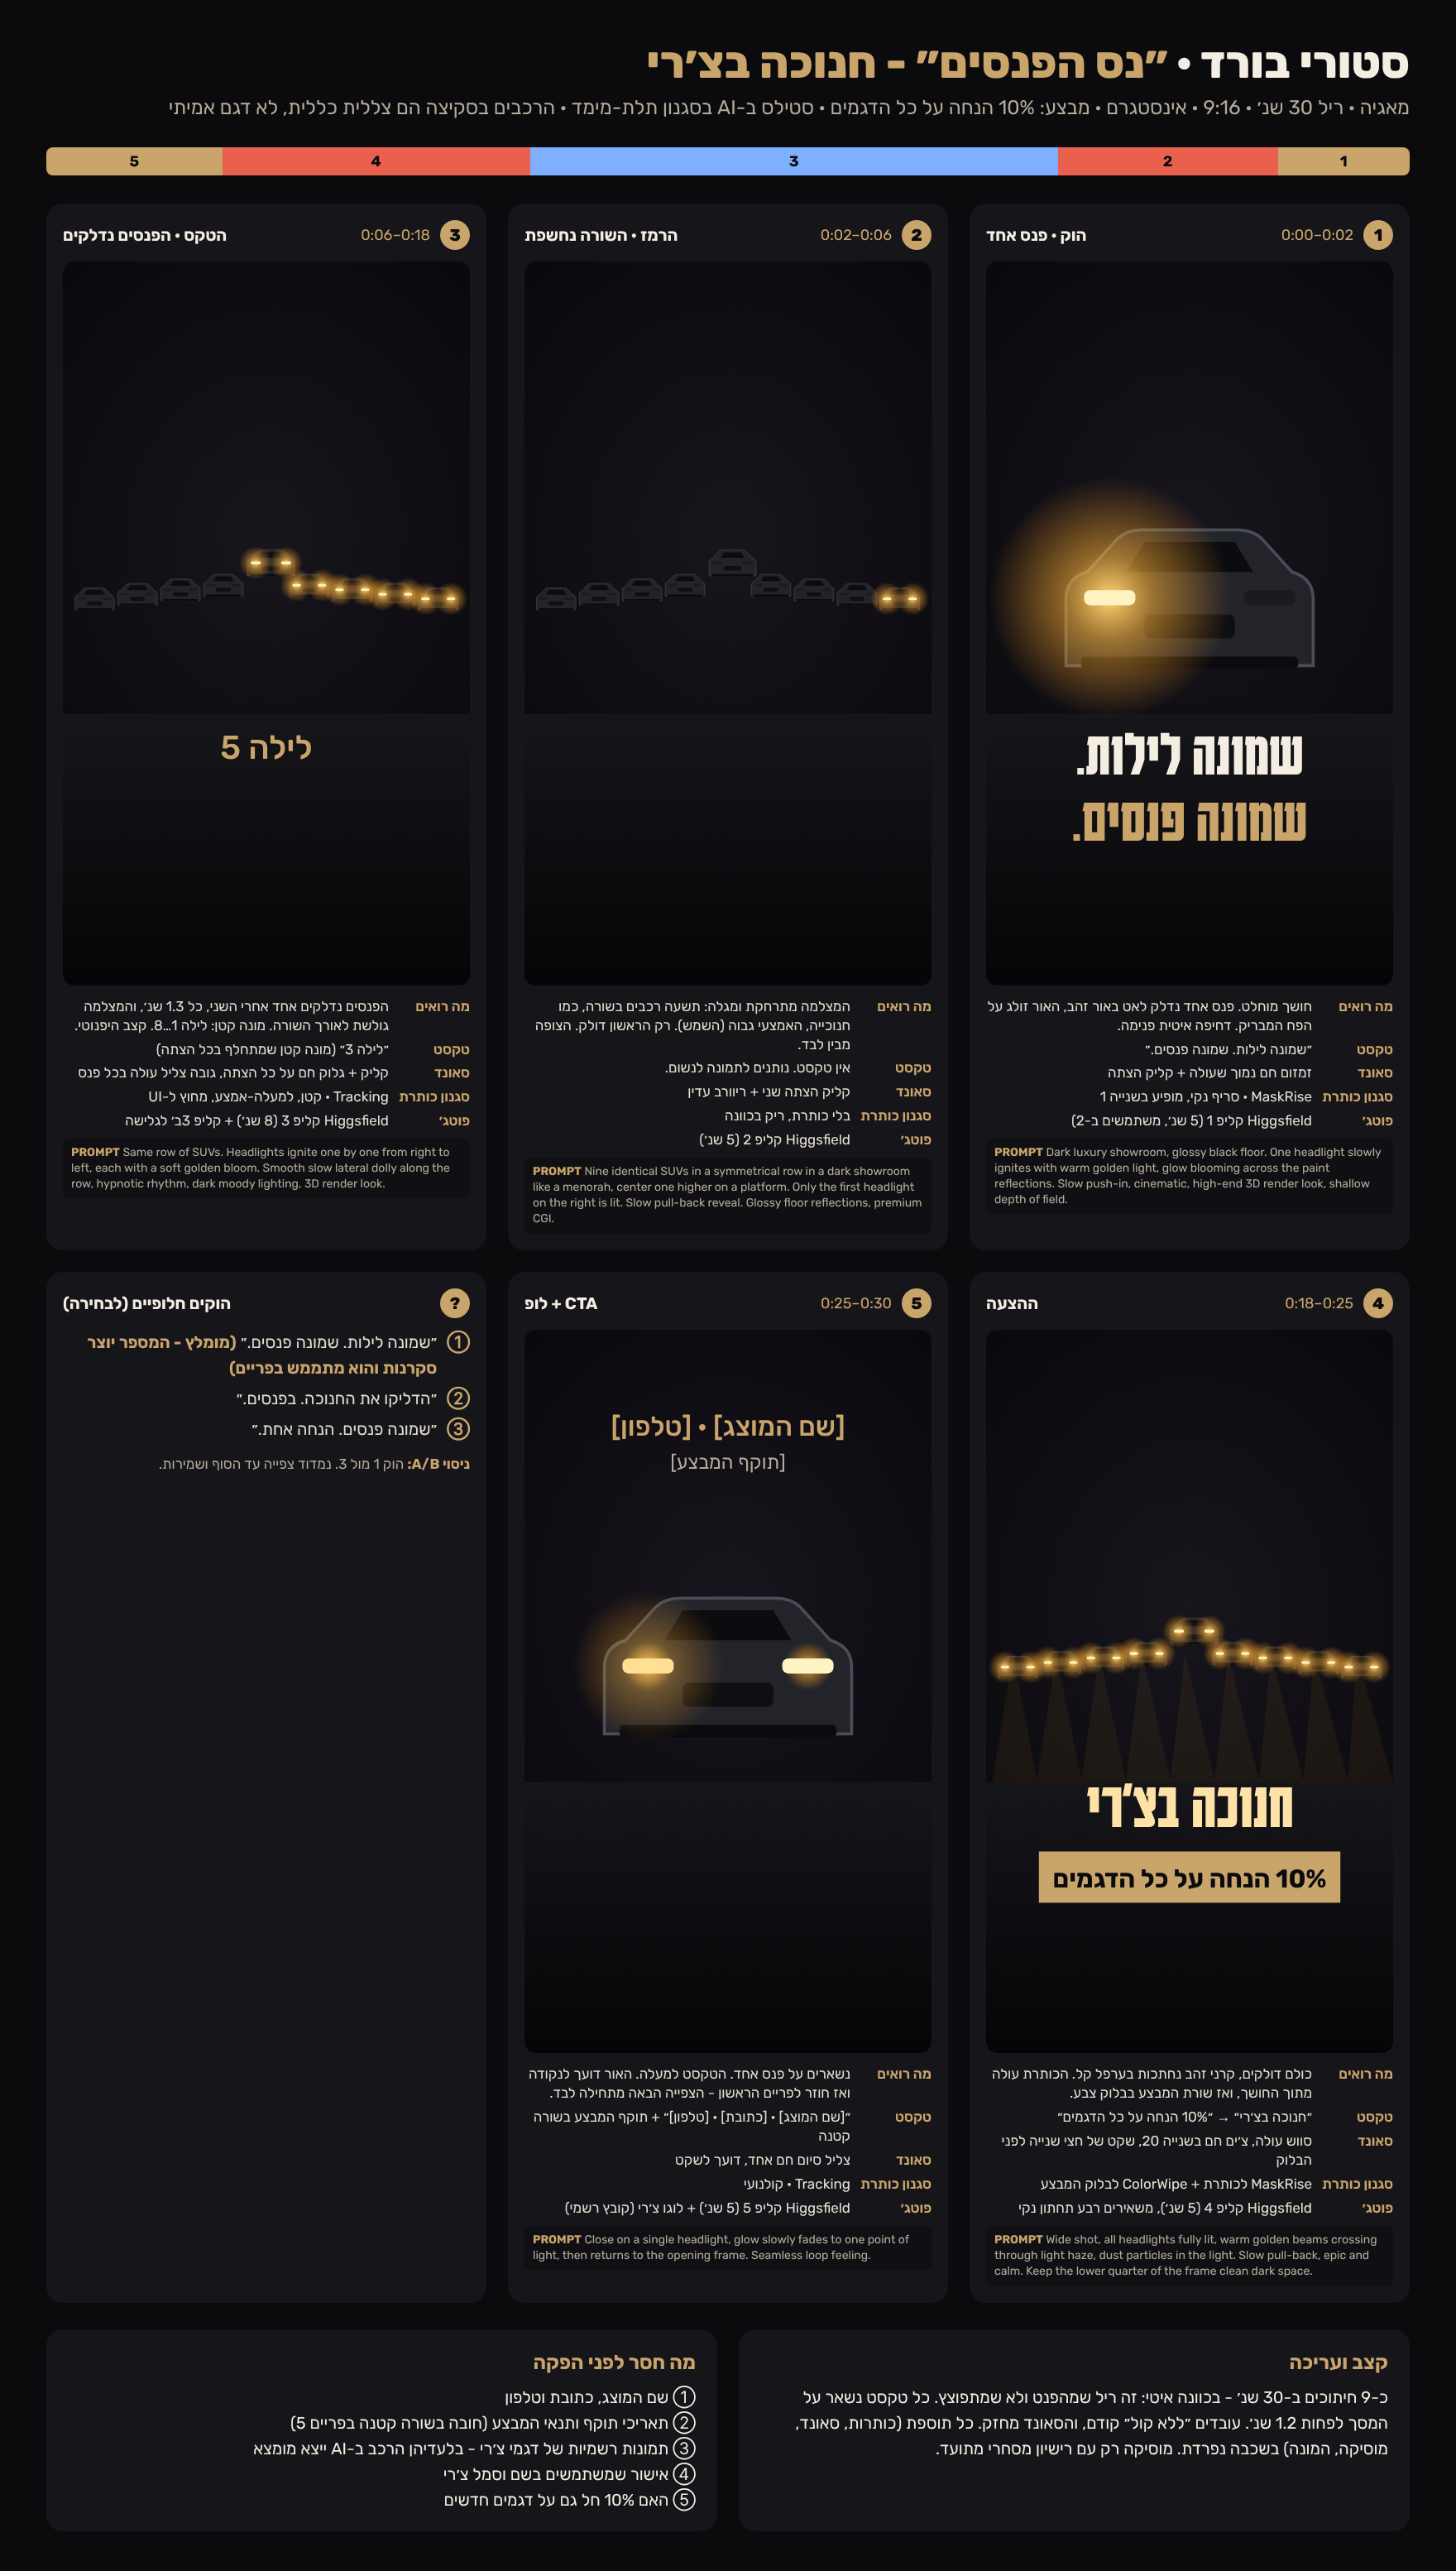 סטורי בורד • ״נס הפנסים״ - חנוכה בצ׳רי
מאגיה • ריל 30 שנ׳ • 9:16 • אינסטגרם • מבצע: 10% הנחה על כל הדגמים • סטילס ב-AI בסגנון תלת-מימד • הרכבים בסקיצה הם צללית כללית, לא דגם אמיתי
1 2 3 4 5
1 0:00–0:02 הוק • פנס אחד
שמונה לילות.
שמונה פנסים.
מה רואים חושך מוחלט. פנס אחד נדלק לאט באור זהב, האור זולג על
הפח המבריק. דחיפה איטית פנימה.
טקסט ״שמונה לילות. שמונה פנסים.״
סאונד זמזום חם נמוך שעולה + קליק הצתה
סגנון כותרת MaskRise • סריף נקי, מופיע בשנייה 1
פוטג׳ Higgsfield קליפ 1 (5 שנ׳, משתמשים ב-2)
PROMPT Dark luxury showroom, glossy black floor. One headlight slowly
ignites with warm golden light, glow blooming across the paint
reflections. Slow push-in, cinematic, high-end 3D render look, shallow
depth of field.
2 0:02–0:06 הרמז • השורה נחשפת
מה רואים המצלמה מתרחקת ומגלה: תשעה רכבים בשורה, כמו
חנוכייה, האמצעי גבוה (השמש). רק הראשון דולק. הצופה
מבין לבד.
טקסט אין טקסט. נותנים לתמונה לנשום.
סאונד קליק הצתה שני + ריוורב עדין
סגנון כותרת בלי כותרת, ריק בכוונה
פוטג׳ Higgsfield קליפ 2 (5 שנ׳)
PROMPT Nine identical SUVs in a symmetrical row in a dark showroom
like a menorah, center one higher on a platform. Only the first headlight
on the right is lit. Slow pull-back reveal. Glossy floor reflections, premium
CGI.
3 0:06–0:18 הטקס • הפנסים נדלקים
לילה 5
מה רואים הפנסים נדלקים אחד אחרי השני, כל 1.3 שנ׳, והמצלמה
גולשת לאורך השורה. מונה קטן: לילה 1…8. קצב היפנוטי.
טקסט ״לילה 3״ (מונה קטן שמתחלף בכל הצתה)
סאונד קליק + גלוק חם על כל הצתה, גובה צליל עולה בכל פנס
סגנון כותרת Tracking • קטן, למעלה-אמצע, מחוץ ל-UI
פוטג׳ Higgsfield קליפ 3 (8 שנ׳) + קליפ 3ב׳ לגלישה
PROMPT Same row of SUVs. Headlights ignite one by one from right to
left, each with a soft golden bloom. Smooth slow lateral dolly along the
row, hypnotic rhythm, dark moody lighting, 3D render look.
4 0:18–0:25 ההצעה
חנוכה בצ׳רי
10% הנחה על כל הדגמים
מה רואים כולם דולקים, קרני זהב נחתכות בערפל קל. הכותרת עולה
מתוך החושך, ואז שורת המבצע בבלוק צבע.
טקסט ״חנוכה בצ׳רי״ → ״10% הנחה על כל הדגמים״
סאונד סווש עולה, צ׳ים חם בשנייה 20, שקט של חצי שנייה לפני
הבלוק
סגנון כותרת MaskRise לכותרת + ColorWipe לבלוק המבצע
פוטג׳ Higgsfield קליפ 4 (5 שנ׳), משאירים רבע תחתון נקי
PROMPT Wide shot, all headlights fully lit, warm golden beams crossing
through light haze, dust particles in the light. Slow pull-back, epic and
calm. Keep the lower quarter of the frame clean dark space.
5 0:25–0:30 CTA + לופ
[שם המוצג] • [טלפון]
[תוקף המבצע]
מה רואים נשארים על פנס אחד. הטקסט למעלה. האור דועך לנקודה
ואז חוזר לפריים הראשון - הצפייה הבאה מתחילה לבד.
טקסט ״[שם המוצג] • [כתובת] • [טלפון]״ + תוקף המבצע בשורה
קטנה
סאונד צליל סיום חם אחד, דועך לשקט
סגנון כותרת Tracking • קולנועי
פוטג׳ Higgsfield קליפ 5 (5 שנ׳) + לוגו צ׳רי (קובץ רשמי)
PROMPT Close on a single headlight, glow slowly fades to one point of
light, then returns to the opening frame. Seamless loop feeling.
? הוקים חלופיים (לבחירה)
① ״שמונה לילות. שמונה פנסים.״ (מומלץ - המספר יוצר
סקרנות והוא מתממש בפריים)
② ״הדליקו את החנוכה. בפנסים.״
③ ״שמונה פנסים. הנחה אחת.״
ניסוי A/B: הוק 1 מול 3. נמדוד צפייה עד הסוף ושמירות.
קצב ועריכה
כ-9 חיתוכים ב-30 שנ׳ - בכוונה איטי: זה ריל שמהפנט ולא שמתפוצץ. כל טקסט נשאר על
המסך לפחות 1.2 שנ׳. עובדים ״ללא קול״ קודם, והסאונד מחזק. כל תוספת (כותרות, סאונד,
מוסיקה, המונה) בשכבה נפרדת. מוסיקה רק עם רישיון מסחרי מתועד.
מה חסר לפני הפקה
① שם המוצג, כתובת וטלפון
② תאריכי תוקף ותנאי המבצע (חובה בשורה קטנה בפריים 5)
③ תמונות רשמיות של דגמי צ׳רי - בלעדיהן הרכב ב-AI ייצא מומצא
④ אישור שמשתמשים בשם וסמל צ׳רי
⑤ האם 10% חל גם על דגמים חדשים